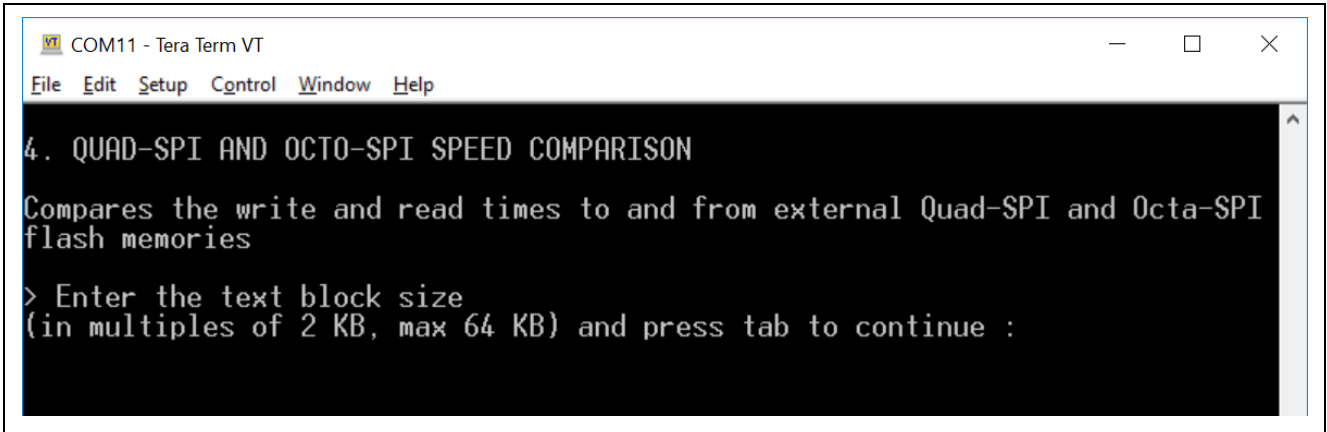 COM11 - Tera Term VT
File Edit Setup Control Window Help
4. QUAD-SPI AND OCTO-SPI SPEED COMPARISON
Compares the write and read times to and from external Quad-SPI and Octa-SPI
flash memories
> Enter the text block size
(in multiples of 2 KB, max 64 KB) and press tab to continue :